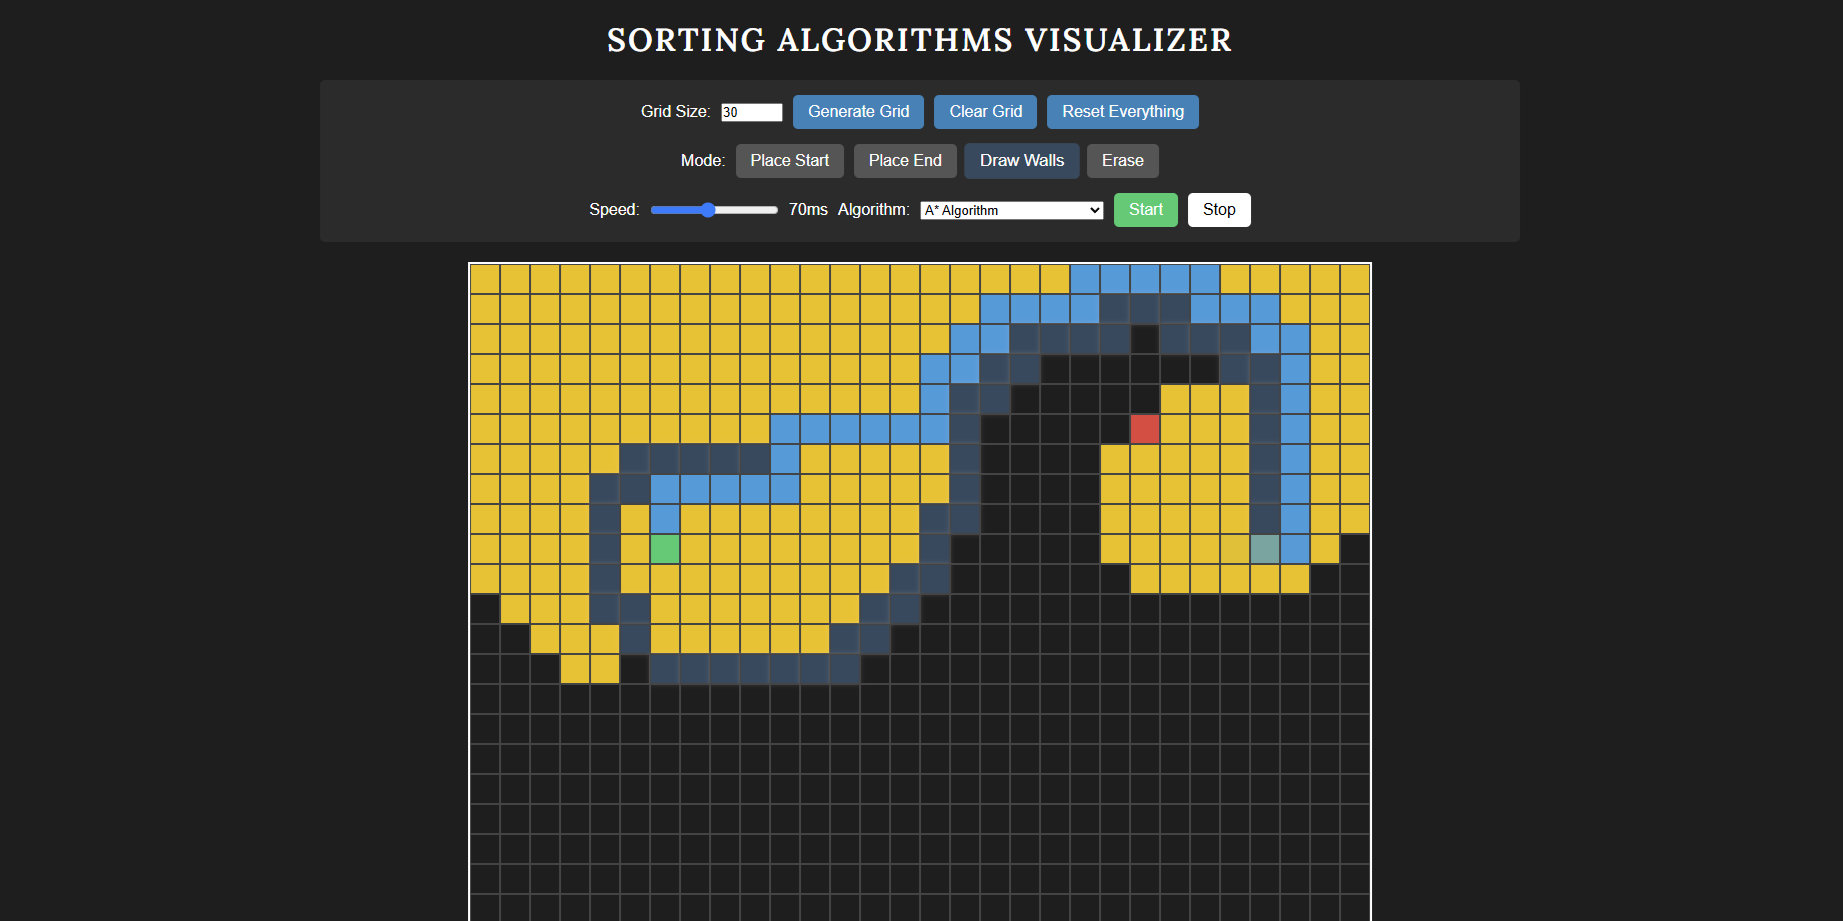 SORTING ALGORITHMS VISUALIZER
Grid Size: 30 Generate Grid Clear Grid Reset Everything
Mode: Place Start Place End Draw Walls Erase
Speed: 70ms Algorithm: A* Algorithm Start Stop